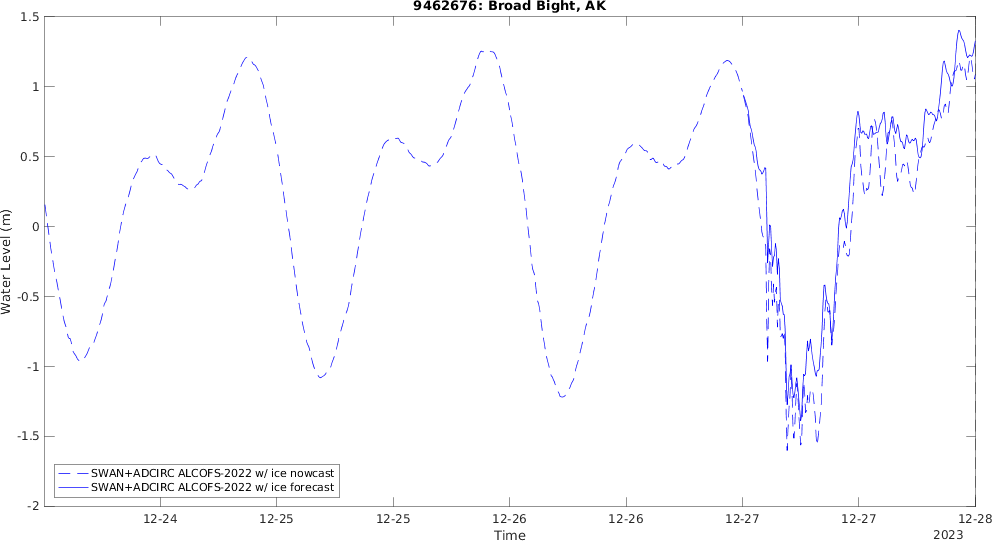 9462676: Broad Bight, AK
1.5
1
0.5
0
-0.5
-1
-1.5
-2
Water Level (m)
SWAN+ADCIRC ALCOFS-2022 w/ ice nowcast
SWAN+ADCIRC ALCOFS-2022 w/ ice forecast
12-24 12-25 12-25 12-26 12-26 12-27 12-27 12-28
Time
2023